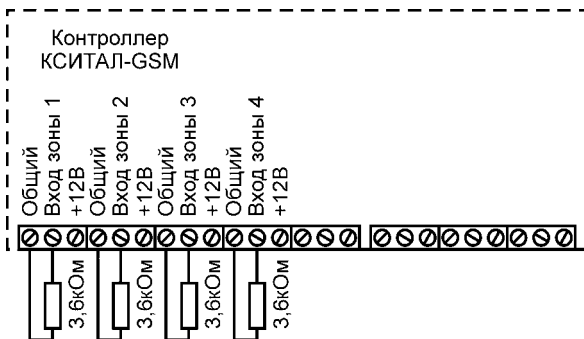 Контроллер
КСИТАЛ-GSM
Общий
Вход зоны 1
+12В
Общий
Вход зоны 2
+12В
Общий
Вход зоны 3
+12В
Общий
Вход зоны 4
+12В
3,6кОм
3,6кОм
3,6кОм
3,6кОм